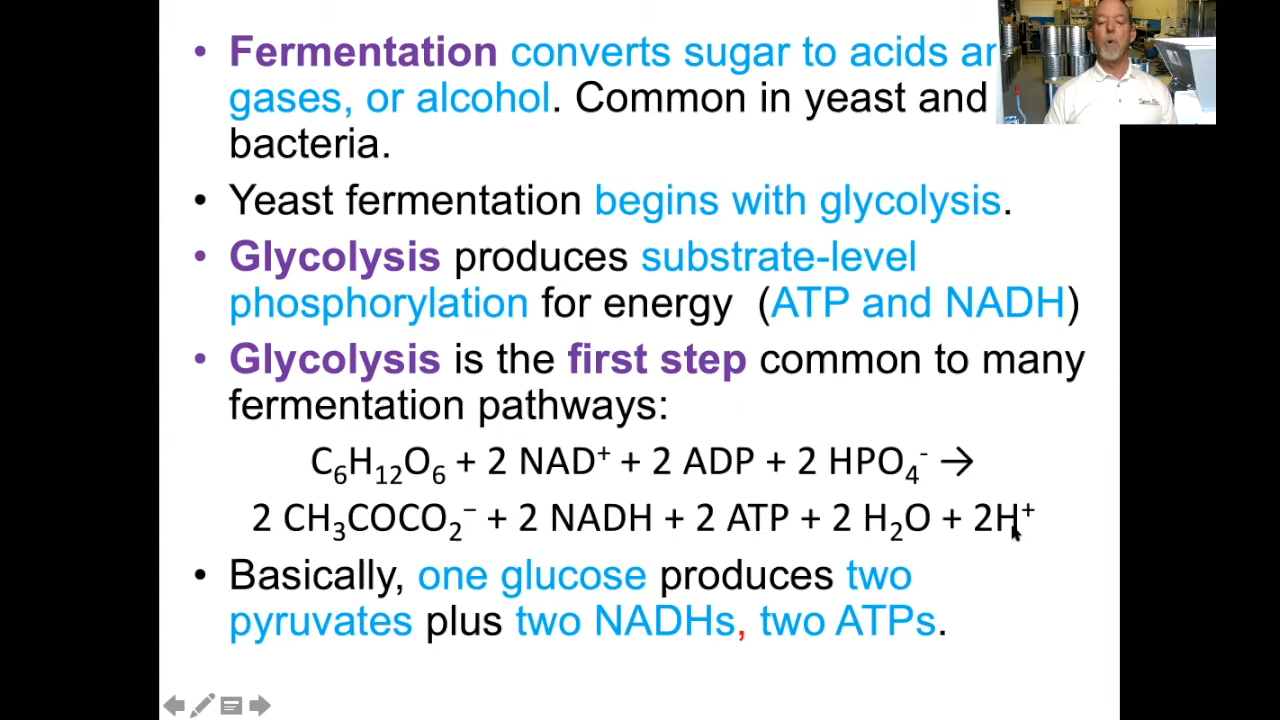 • Fermentation converts sugar to acids an
gases, or alcohol. Common in yeast and
bacteria.
• Yeast fermentation begins with glycolysis.
• Glycolysis produces substrate-level
phosphorylation for energy (ATP and NADH)
• Glycolysis is the first step common to many
fermentation pathways:
C₆H₁₂O₆ + 2 NAD⁺ + 2 ADP + 2 HPO₄⁻ →
2 CH₃COCO₂⁻ + 2 NADH + 2 ATP + 2 H₂O + 2H⁺
• Basically, one glucose produces two
pyruvates plus two NADHs, two ATPs.